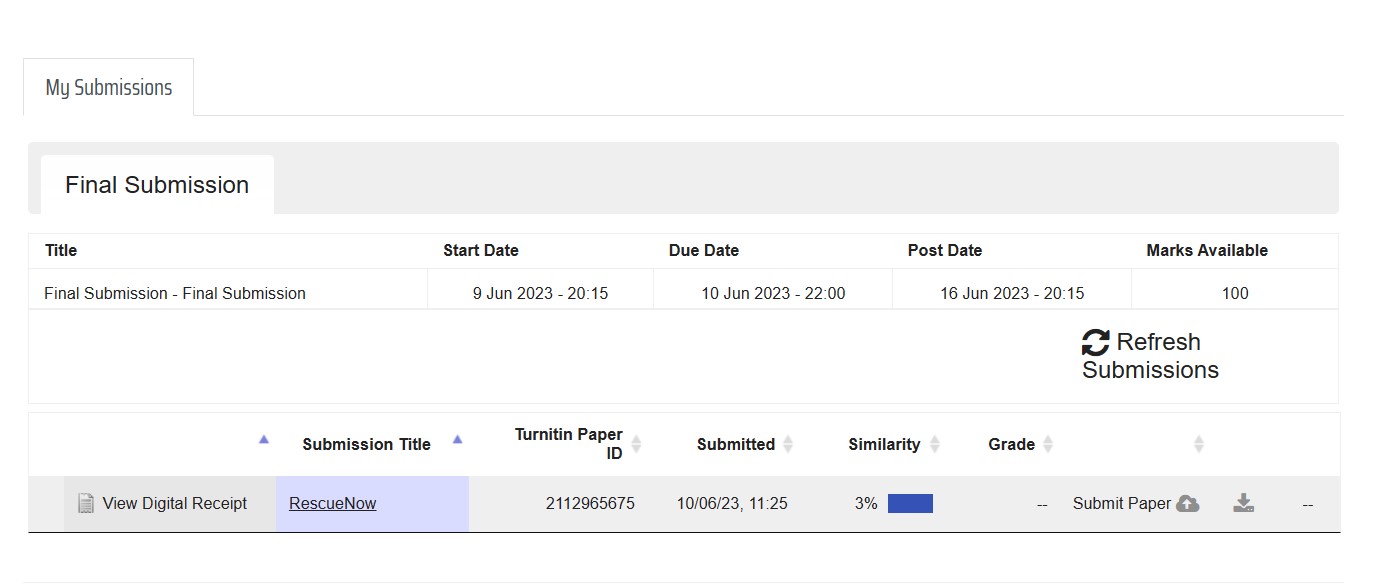 My Submissions
Final Submission
Title Start Date Due Date Post Date Marks Available
Final Submission - Final Submission 9 Jun 2023 - 20:15 10 Jun 2023 - 22:00 16 Jun 2023 - 20:15 100
Refresh
Submissions
Submission Title Turnitin Paper ID Submitted Similarity Grade
View Digital Receipt RescueNow 2112965675 10/06/23, 11:25 3% -- Submit Paper --